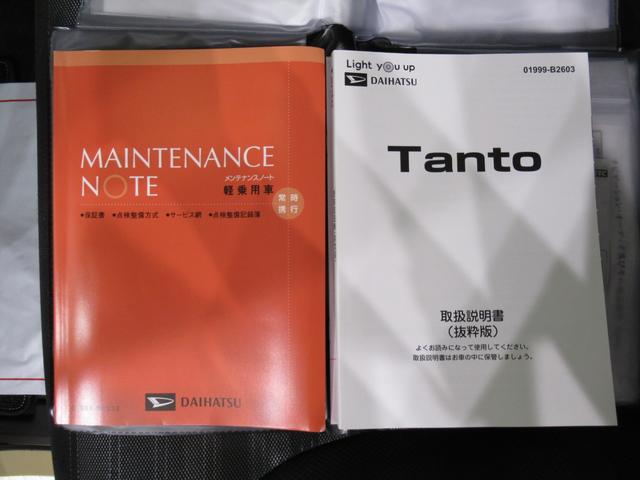 MAINTENANCE
NOTE
メンテナンスノート
軽乗用車
常時
携行
●保証書 ●点検整備方式 ●サービス網 ●点検整備記録簿
DAIHATSU
Light you up
DAIHATSU
01999-B2603
Tanto
取扱説明書
（抜粋版）
よくお読みになって使用してください。
取扱説明書はお車の中に保管しましょう。